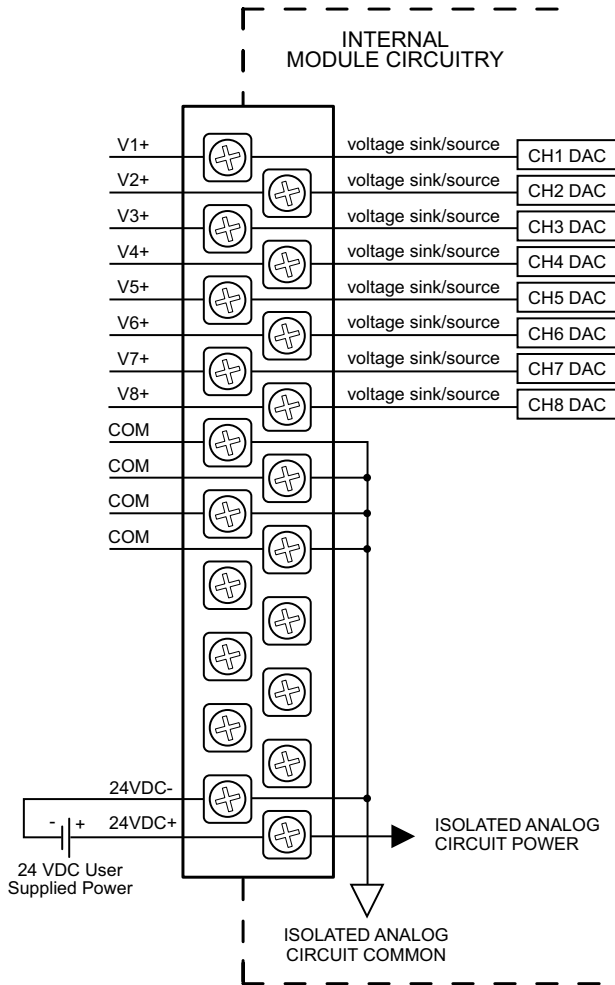 INTERNAL
MODULE CIRCUITRY
V1+ voltage sink/source CH1 DAC
V2+ voltage sink/source CH2 DAC
V3+ voltage sink/source CH3 DAC
V4+ voltage sink/source CH4 DAC
V5+ voltage sink/source CH5 DAC
V6+ voltage sink/source CH6 DAC
V7+ voltage sink/source CH7 DAC
V8+ voltage sink/source CH8 DAC
COM
COM
COM
COM
24VDC-
- + 24VDC+
24 VDC User
Supplied Power
ISOLATED ANALOG
CIRCUIT POWER
ISOLATED ANALOG
CIRCUIT COMMON